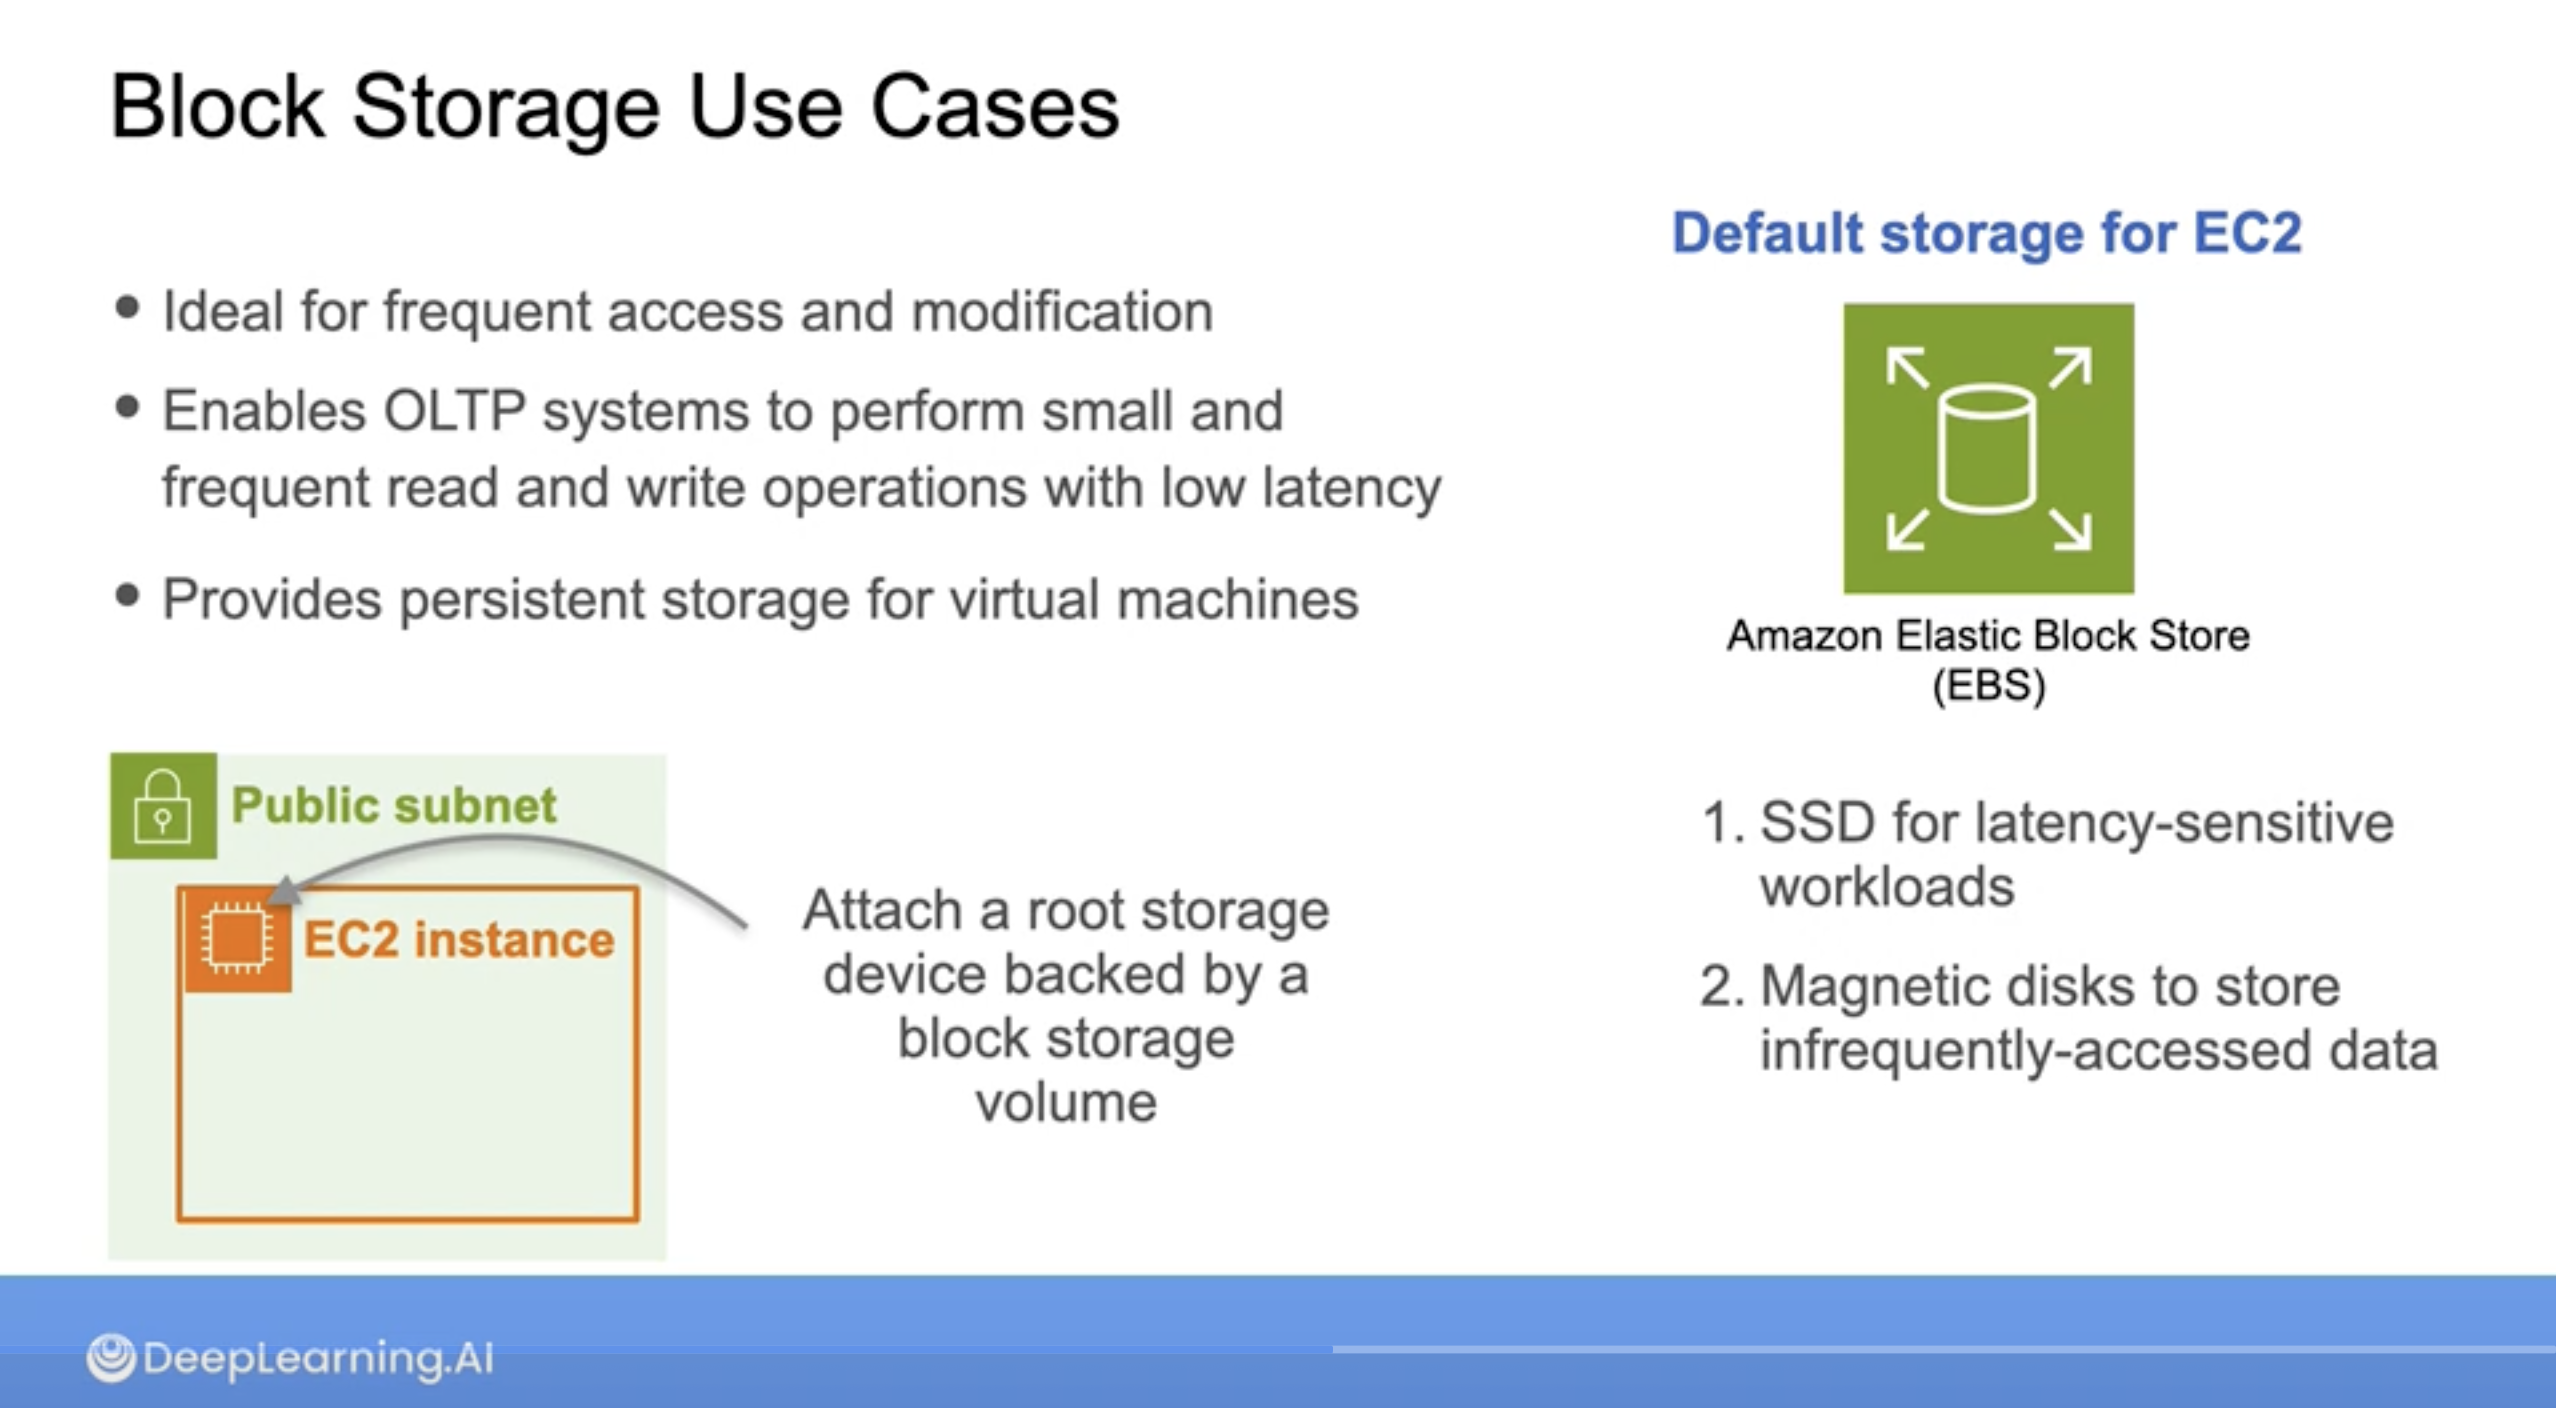 Block Storage Use Cases
• Ideal for frequent access and modification
• Enables OLTP systems to perform small and
frequent read and write operations with low latency
• Provides persistent storage for virtual machines
Public subnet
EC2 instance
Attach a root storage
device backed by a
block storage
volume
Default storage for EC2
Amazon Elastic Block Store
(EBS)
1. SSD for latency-sensitive
workloads
2. Magnetic disks to store
infrequently-accessed data
DeepLearning.AI